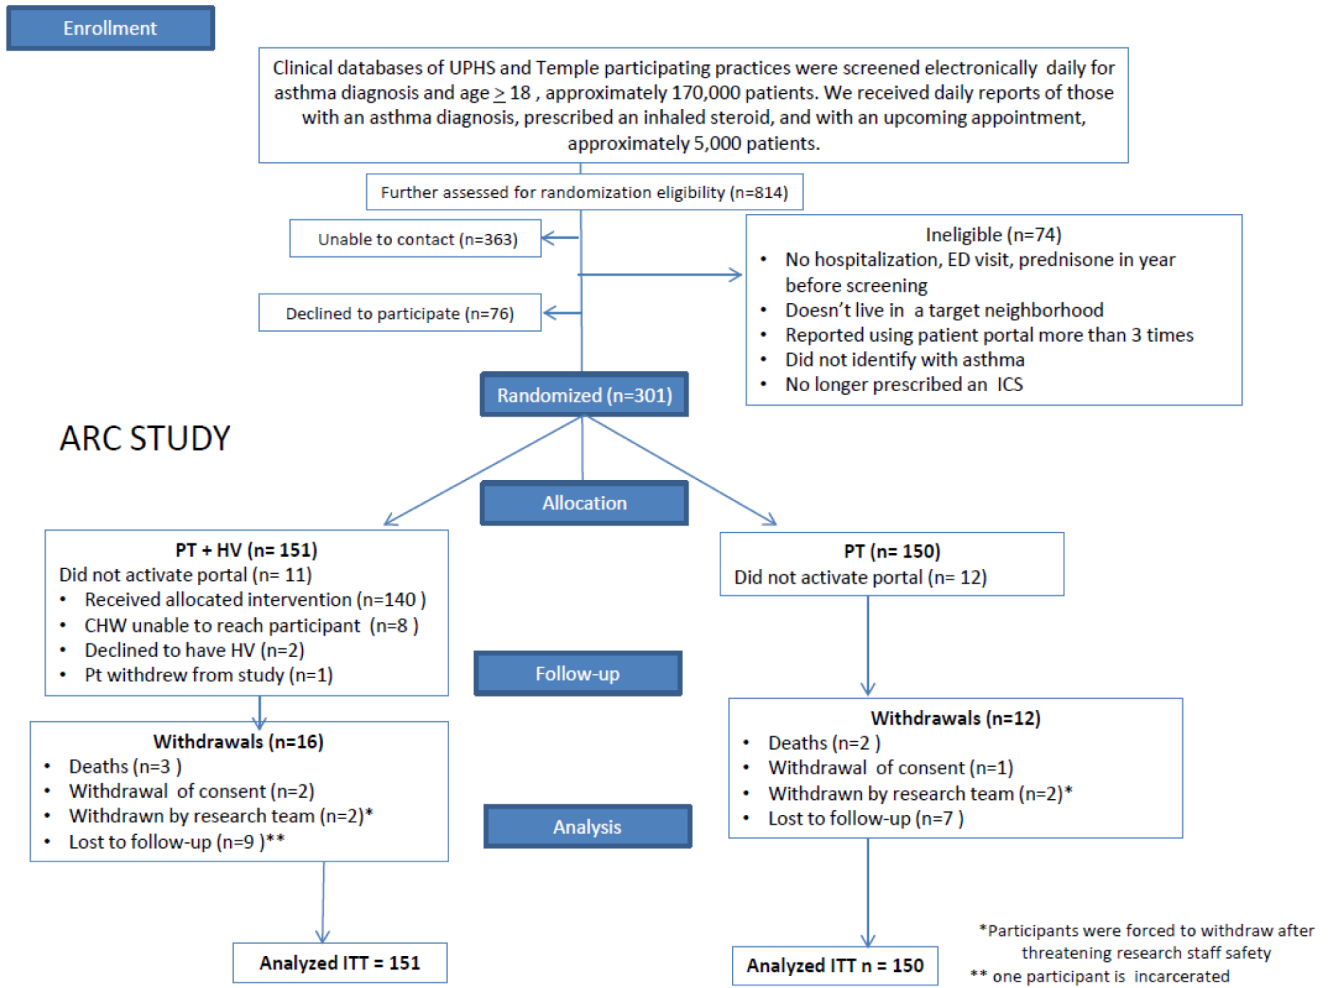 Enrollment
Clinical databases of UPHS and Temple participating practices were screened electronically daily for
asthma diagnosis and age > 18 , approximately 170,000 patients. We received daily reports of those
with an asthma diagnosis, prescribed an inhaled steroid, and with an upcoming appointment,
approximately 5,000 patients.
Further assessed for randomization eligibility (n=814)
Unable to contact (n=363)
Ineligible (n=74)
• No hospitalization, ED visit, prednisone in year
before screening
• Doesn’t live in a target neighborhood
• Reported using patient portal more than 3 times
• Did not identify with asthma
• No longer prescribed an ICS
Declined to participate (n=76)
Randomized (n=301)
ARC STUDY
Allocation
PT + HV (n= 151)
Did not activate portal (n= 11)
• Received allocated intervention (n=140 )
• CHW unable to reach participant (n=8 )
• Declined to have HV (n=2)
• Pt withdrew from study (n=1)
PT (n= 150)
Did not activate portal (n= 12)
Follow-up
Withdrawals (n=16)
• Deaths (n=3 )
• Withdrawal of consent (n=2)
• Withdrawn by research team (n=2)*
• Lost to follow-up (n=9 )**
Withdrawals (n=12)
• Deaths (n=2 )
• Withdrawal of consent (n=1)
• Withdrawn by research team (n=2)*
• Lost to follow-up (n=7 )
Analysis
Analyzed ITT = 151
Analyzed ITT n = 150
*Participants were forced to withdraw after
threatening research staff safety
** one participant is incarcerated